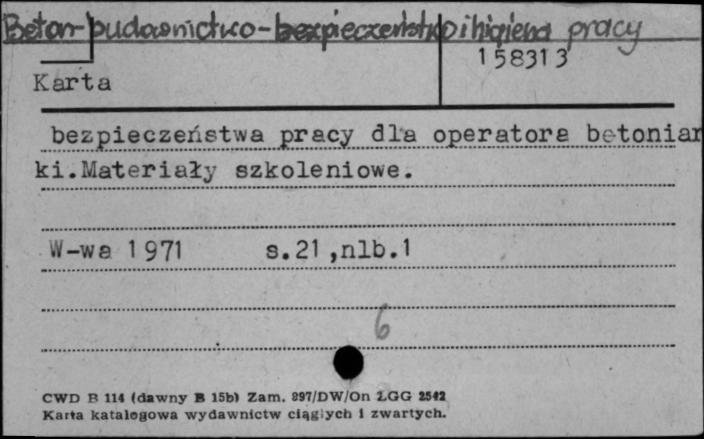 Beton-budownictwo-bezpieczeństwo i higiena pracy
158313
Karta
bezpieczeństwa pracy dla operatora betoniar
ki.Materiały szkoleniowe.
W-wa 1971 s.21,nlb.1
6
CWD B 114 (dawny B 15b) Zam. 897/DW/On LGG 2542
Karta katalogowa wydawnictw ciągłych i zwartych.